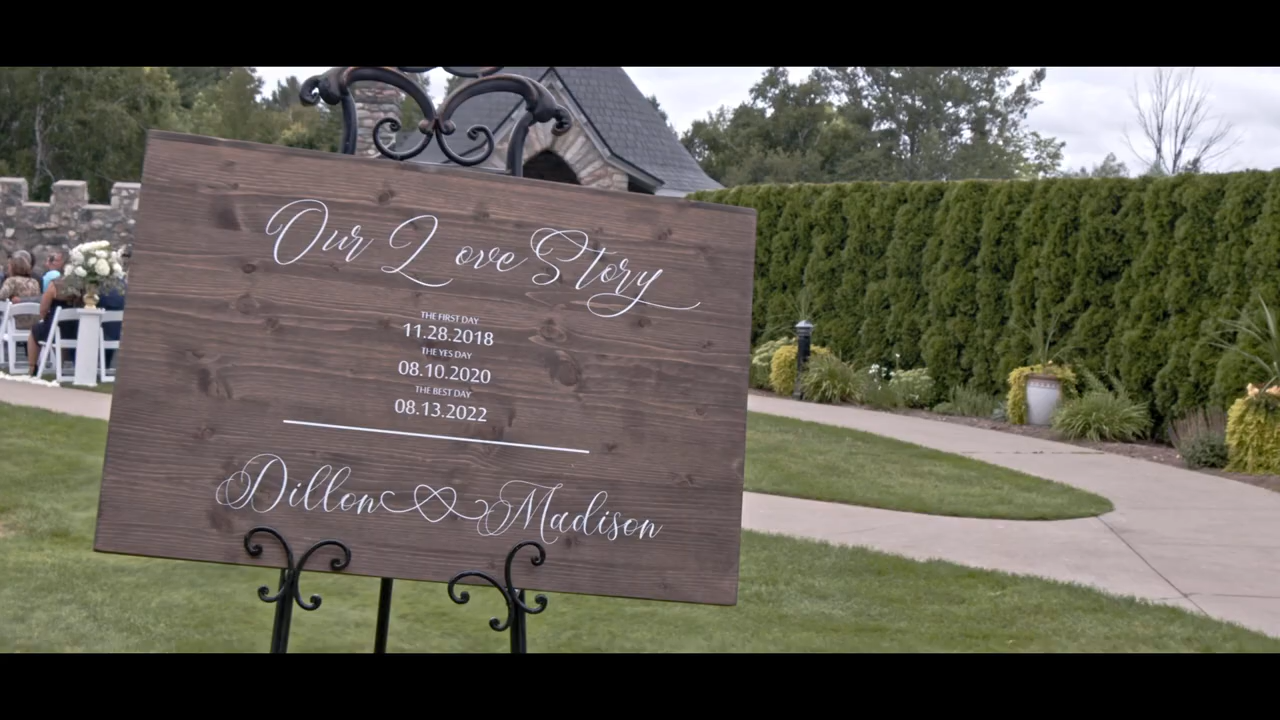 Our Love Story
THE FIRST DAY
11.28.2018
THE YES DAY
08.10.2020
THE BEST DAY
08.13.2022
Dillon Madison